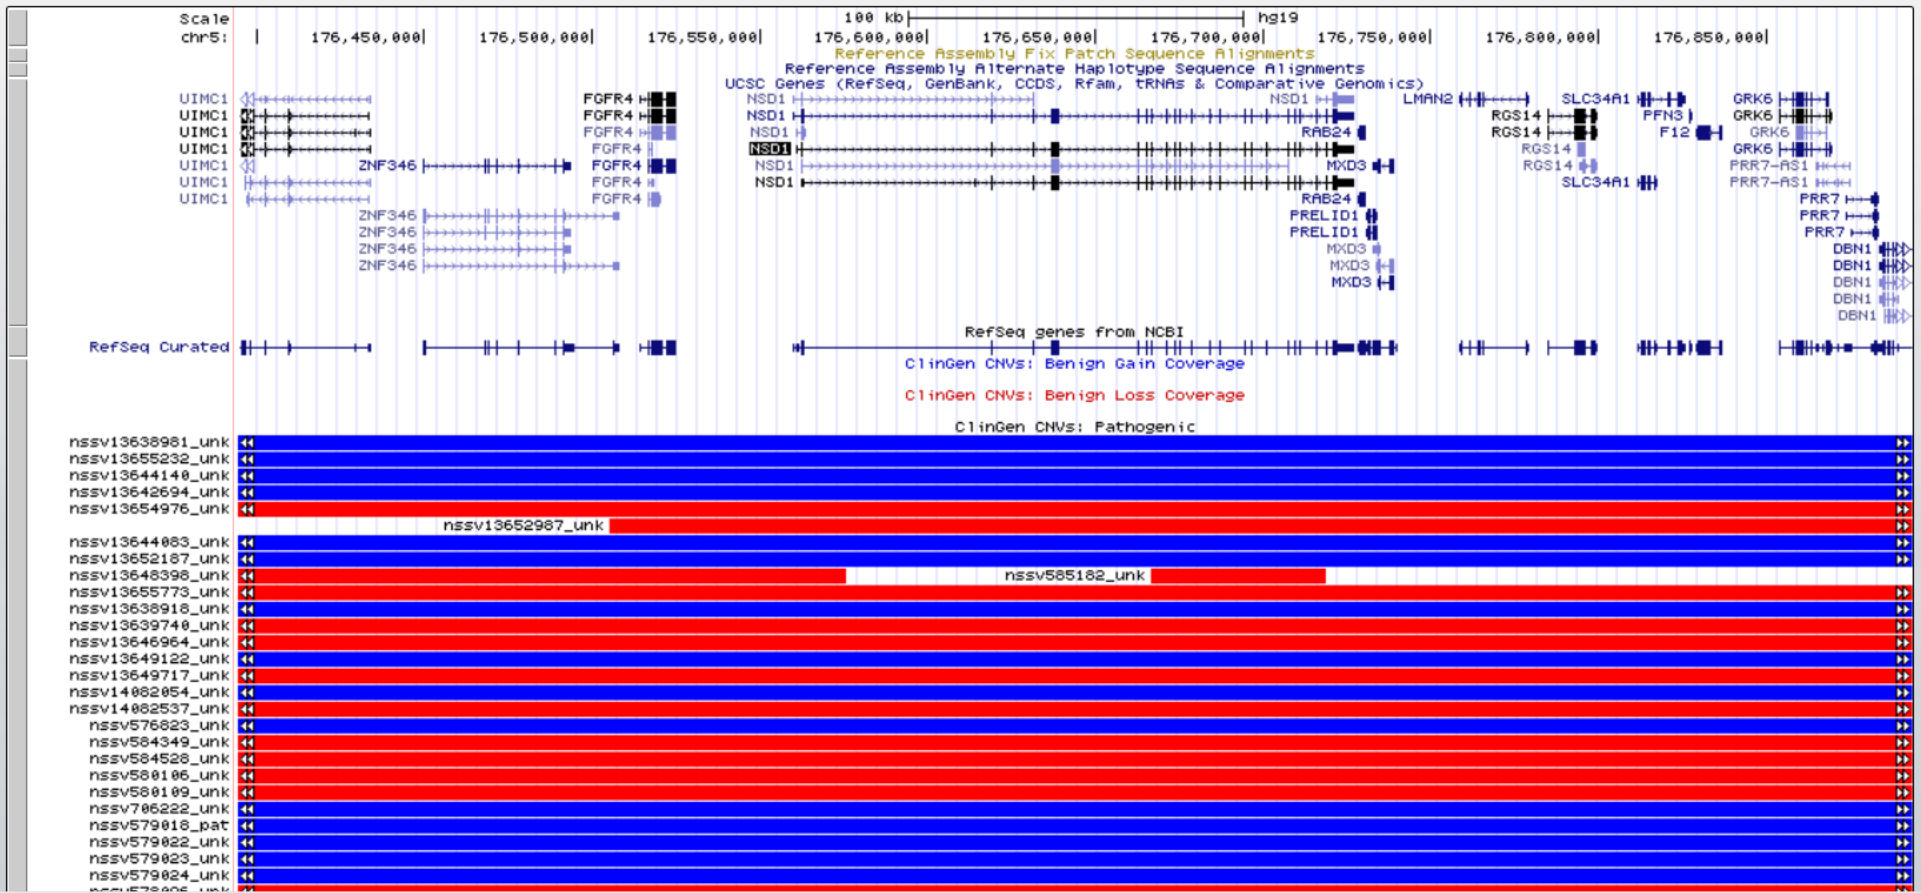 Scale 100 kb hg19
chr5: 176,450,000 176,500,000 176,550,000 176,600,000 176,650,000 176,700,000 176,750,000 176,800,000 176,850,000
Reference Assembly Fix Patch Sequence Alignments
Reference Assembly Alternate Haplotype Sequence Alignments
UCSC Genes (RefSeq, GenBank, CCDS, Rfam, tRNAs & Comparative Genomics)
UIMC1 FGFR4 NSD1 NSD1 LMAN2 SLC34A1 GRK6
UIMC1 FGFR4 NSD1 RGS14 PFN3 GRK6
UIMC1 FGFR4 NSD1 RAB24 RGS14 F12 GRK6
UIMC1 FGFR4 NSD1 RGS14 GRK6
UIMC1 ZNF346 FGFR4 NSD1 MXD3 RGS14 PRR7-AS1
UIMC1 FGFR4 NSD1 SLC34A1 PRR7-AS1
UIMC1 FGFR4 RAB24 PRR7
ZNF346 PRELID1 PRR7
ZNF346 PRELID1 PRR7
ZNF346 MXD3 DBN1
ZNF346 MXD3 DBN1
MXD3 DBN1
DBN1
DBN1
RefSeq genes from NCBI
RefSeq Curated
ClinGen CNVs: Benign Gain Coverage
ClinGen CNVs: Benign Loss Coverage
ClinGen CNVs: Pathogenic
nssv13638981_unk
nssv13655232_unk
nssv13644140_unk
nssv13642694_unk
nssv13654976_unk
nssv13652987_unk
nssv13644083_unk
nssv13652187_unk
nssv13648398_unk nssv585182_unk
nssv13655773_unk
nssv13638918_unk
nssv13639740_unk
nssv13646964_unk
nssv13649122_unk
nssv13649717_unk
nssv14082054_unk
nssv14082537_unk
nssv576823_unk
nssv584349_unk
nssv584528_unk
nssv580106_unk
nssv580109_unk
nssv706222_unk
nssv579018_pat
nssv579022_unk
nssv579023_unk
nssv579024_unk